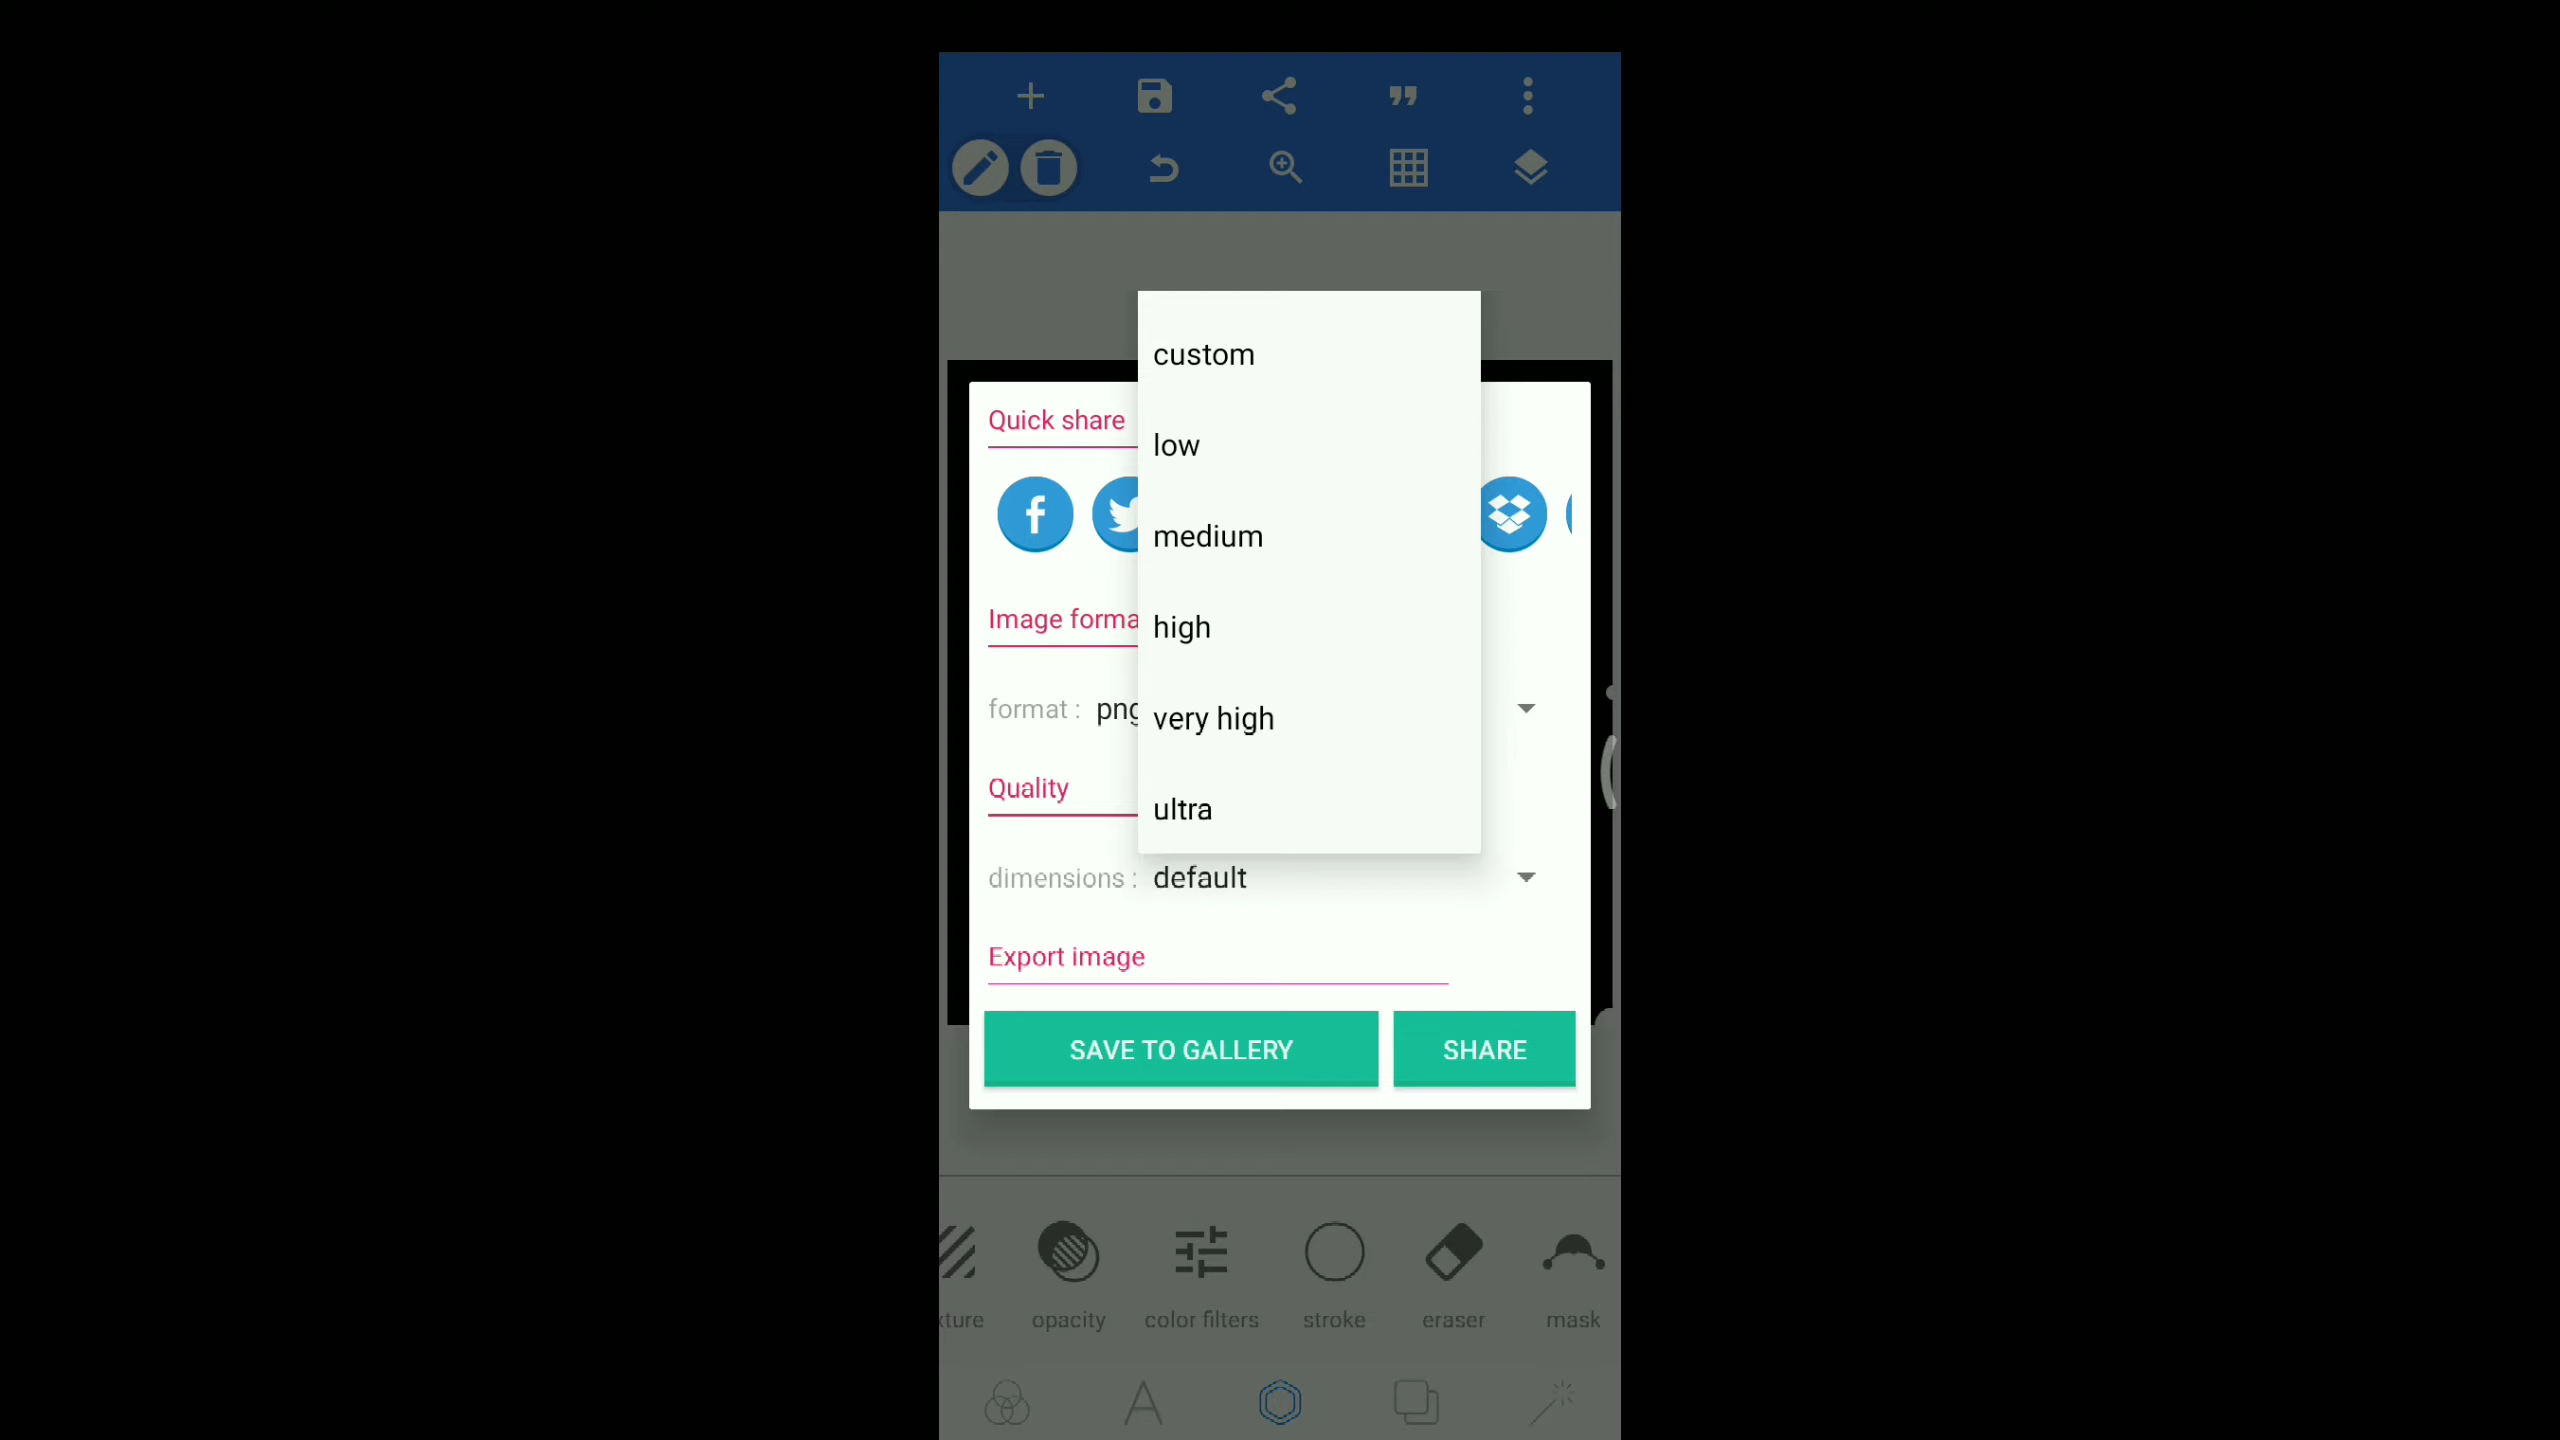 custom
Quick share
low
medium
Image forma
high
format : png
very high
Quality
ultra
dimensions : default
Export image
SAVE TO GALLERY SHARE
xture opacity color filters stroke eraser mask